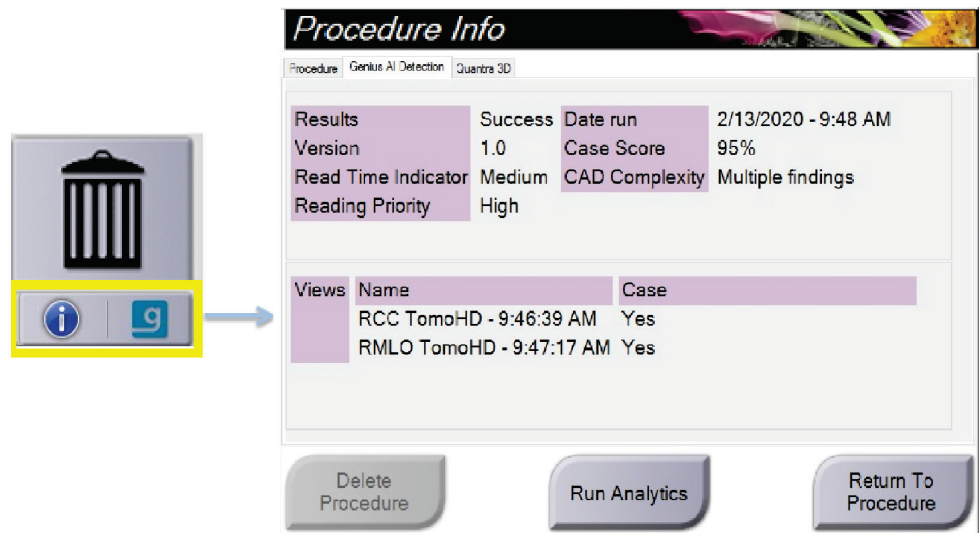 Procedure Info
Procedure Genius AI Detection Quantra 3D
Results Success Date run 2/13/2020 - 9:48 AM
Version 1.0 Case Score 95%
Read Time Indicator Medium CAD Complexity Multiple findings
Reading Priority High
i g
Views Name Case
RCC TomoHD - 9:46:39 AM Yes
RMLO TomoHD - 9:47:17 AM Yes
Delete
Procedure
Run Analytics
Return To
Procedure